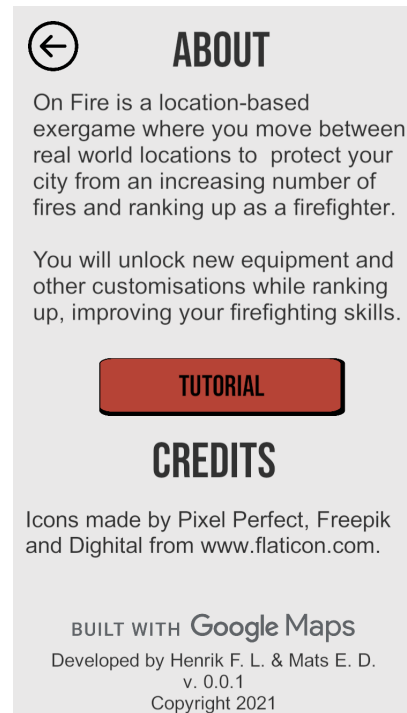 ABOUT
On Fire is a location-based
exergame where you move between
real world locations to  protect your
city from an increasing number of
fires and ranking up as a firefighter.
You will unlock new equipment and
other customisations while ranking
up, improving your firefighting skills.
TUTORIAL
CREDITS
Icons made by Pixel Perfect, Freepik
and Dighital from www.flaticon.com.
BUILT WITH Google Maps
Developed by Henrik F. L. & Mats E. D.
v. 0.0.1
Copyright 2021